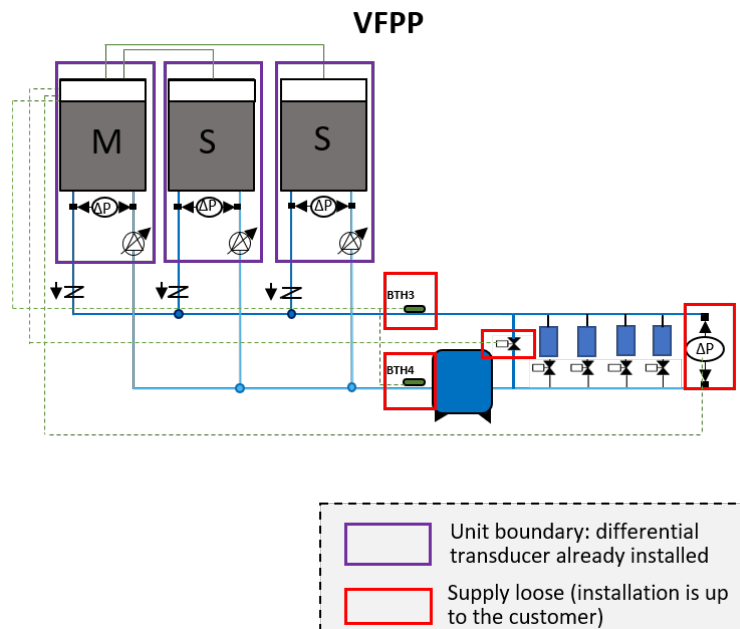 VFPP
M
S
S
ΔP
ΔP
ΔP
BTH3
BTH4
ΔP
Unit boundary: differential
transducer already installed
Supply loose (installation is up
to the customer)